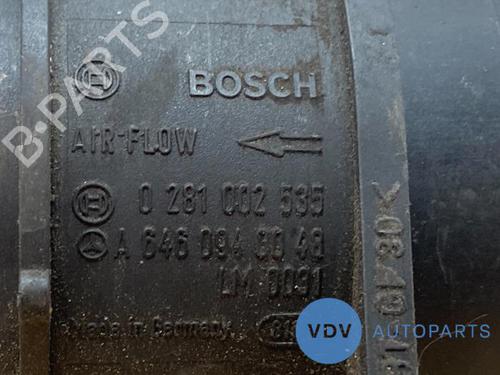 BOSCH
AIR FLOW
0 281 002 535
A 646 094 00 48
LM 0091
Made in Germany.
B·PARTS
VDV AUTOPARTS